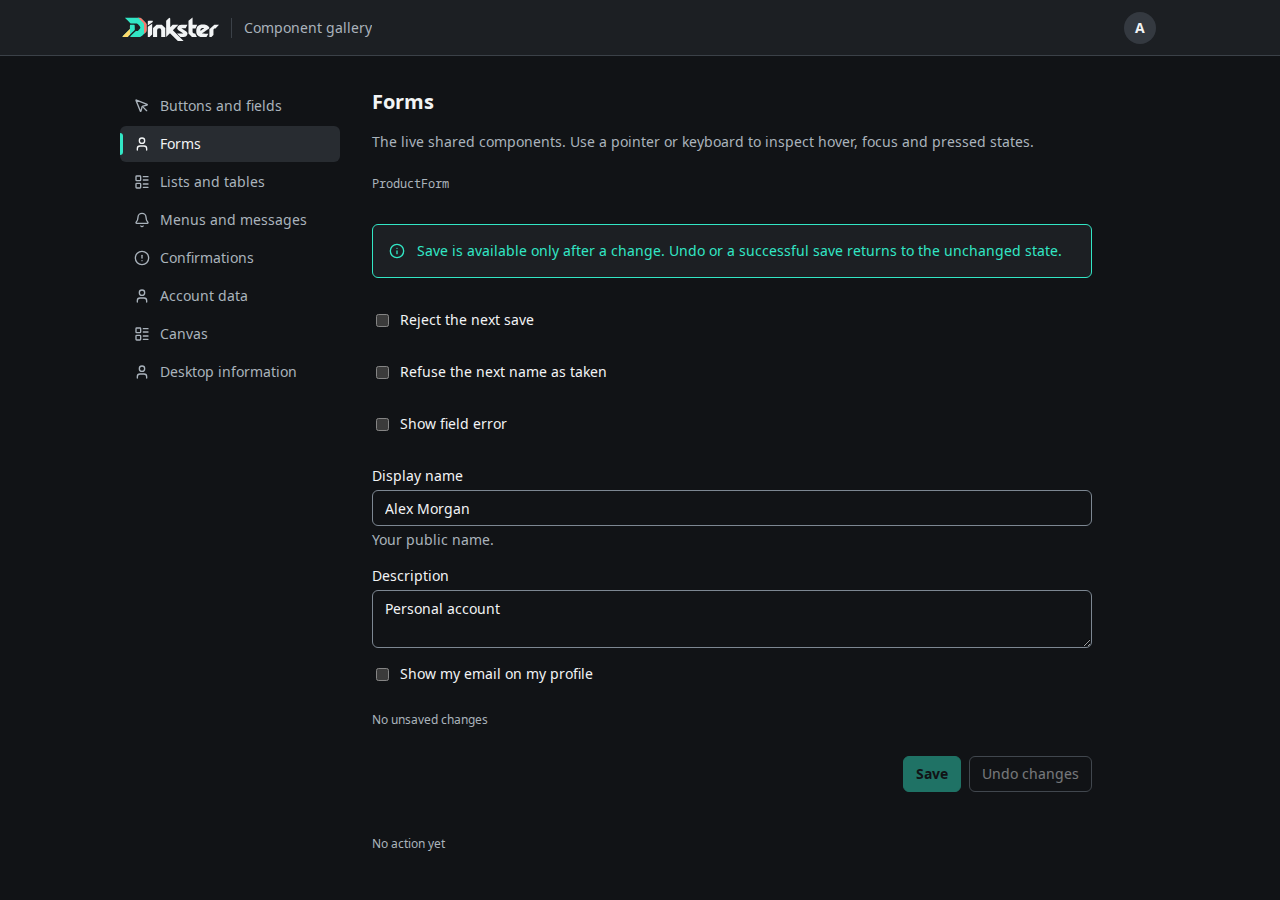 Dinkster
Component gallery
A
Buttons and fields
Forms
Lists and tables
Menus and messages
Confirmations
Account data
Canvas
Desktop information
Forms
The live shared components. Use a pointer or keyboard to inspect hover, focus and pressed states.
ProductForm
Save is available only after a change. Undo or a successful save returns to the unchanged state.
Reject the next save
Refuse the next name as taken
Show field error
Display name
Alex Morgan
Your public name.
Description
Personal account
Show my email on my profile
No unsaved changes
Save
Undo changes
No action yet